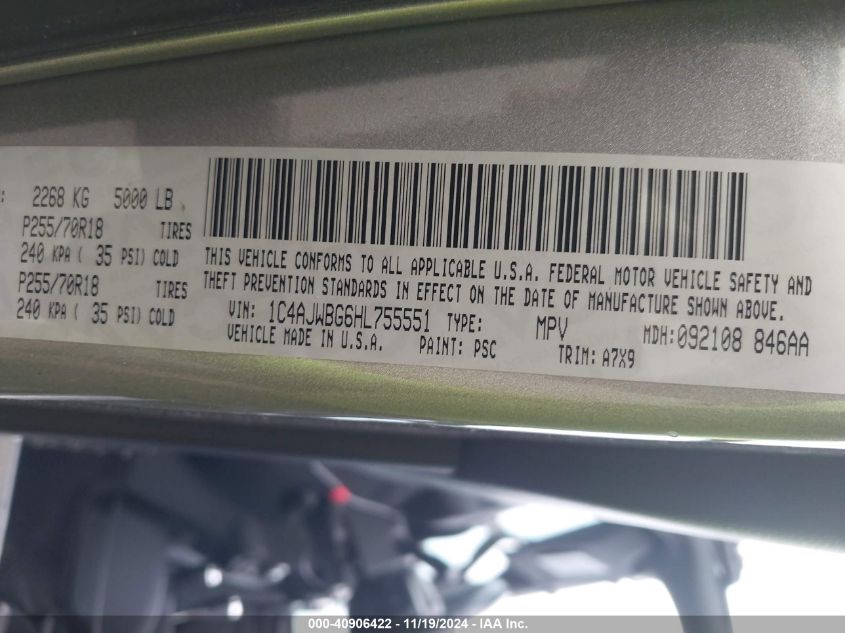 : 2268 KG 5000 LB
P255/70R18 TIRES
240 KPA ( 35 PSI) COLD
P255/70R18 TIRES
240 KPA ( 35 PSI) COLD
THIS VEHICLE CONFORMS TO ALL APPLICABLE U.S.A. FEDERAL MOTOR VEHICLE SAFETY AND
THEFT PREVENTION STANDARDS IN EFFECT ON THE DATE OF MANUFACTURE SHOWN ABOVE.
VIN: 1C4AJWBG6HL755551 TYPE: MPV MDH:092108 846AA
VEHICLE MADE IN U.S.A. PAINT: PSC TRIM: A7X9
000-40906422 - 11/19/2024 - IAA Inc.